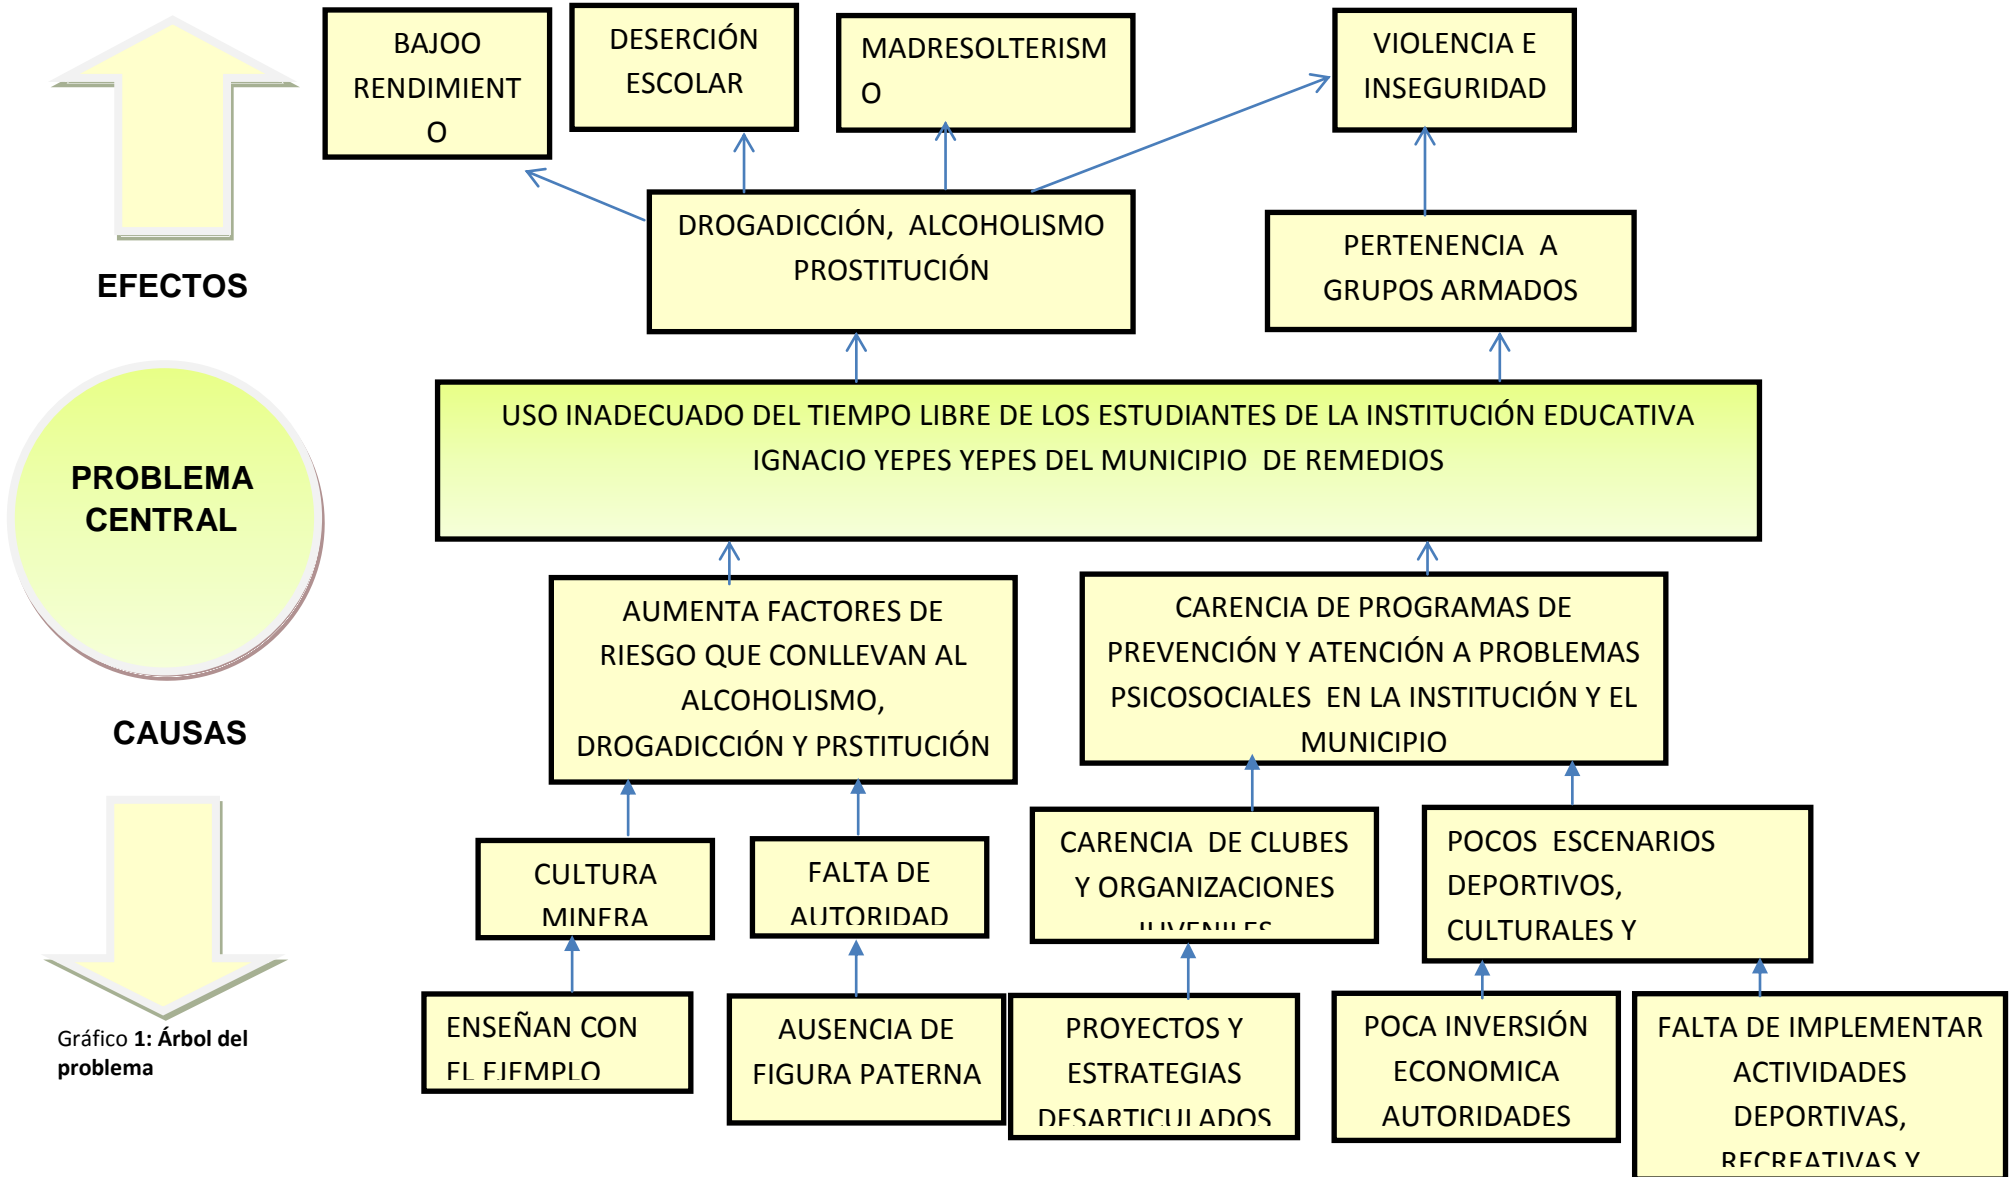 BAJOO
RENDIMIENT
O
DESERCIÓN
ESCOLAR
MADRESOLTERISM
O
VIOLENCIA E
INSEGURIDAD
DROGADICCIÓN, ALCOHOLISMO
PROSTITUCIÓN
PERTENENCIA A
GRUPOS ARMADOS
EFECTOS
USO INADECUADO DEL TIEMPO LIBRE DE LOS ESTUDIANTES DE LA INSTITUCIÓN EDUCATIVA
IGNACIO YEPES YEPES DEL MUNICIPIO DE REMEDIOS
PROBLEMA
CENTRAL
AUMENTA FACTORES DE
RIESGO QUE CONLLEVAN AL
ALCOHOLISMO,
DROGADICCIÓN Y PRSTITUCIÓN
CARENCIA DE PROGRAMAS DE
PREVENCIÓN Y ATENCIÓN A PROBLEMAS
PSICOSOCIALES EN LA INSTITUCIÓN Y EL
MUNICIPIO
CAUSAS
CULTURA
MINERA
FALTA DE
AUTORIDAD
CARENCIA DE CLUBES
Y ORGANIZACIONES
JUVENILES
POCOS ESCENARIOS
DEPORTIVOS,
CULTURALES Y
ENSEÑAN CON
EL EJEMPLO
AUSENCIA DE
FIGURA PATERNA
PROYECTOS Y
ESTRATEGIAS
DESARTICULADOS
POCA INVERSIÓN
ECONOMICA
AUTORIDADES
FALTA DE IMPLEMENTAR
ACTIVIDADES
DEPORTIVAS,
RECREATIVAS Y
Gráfico 1: Árbol del
problema